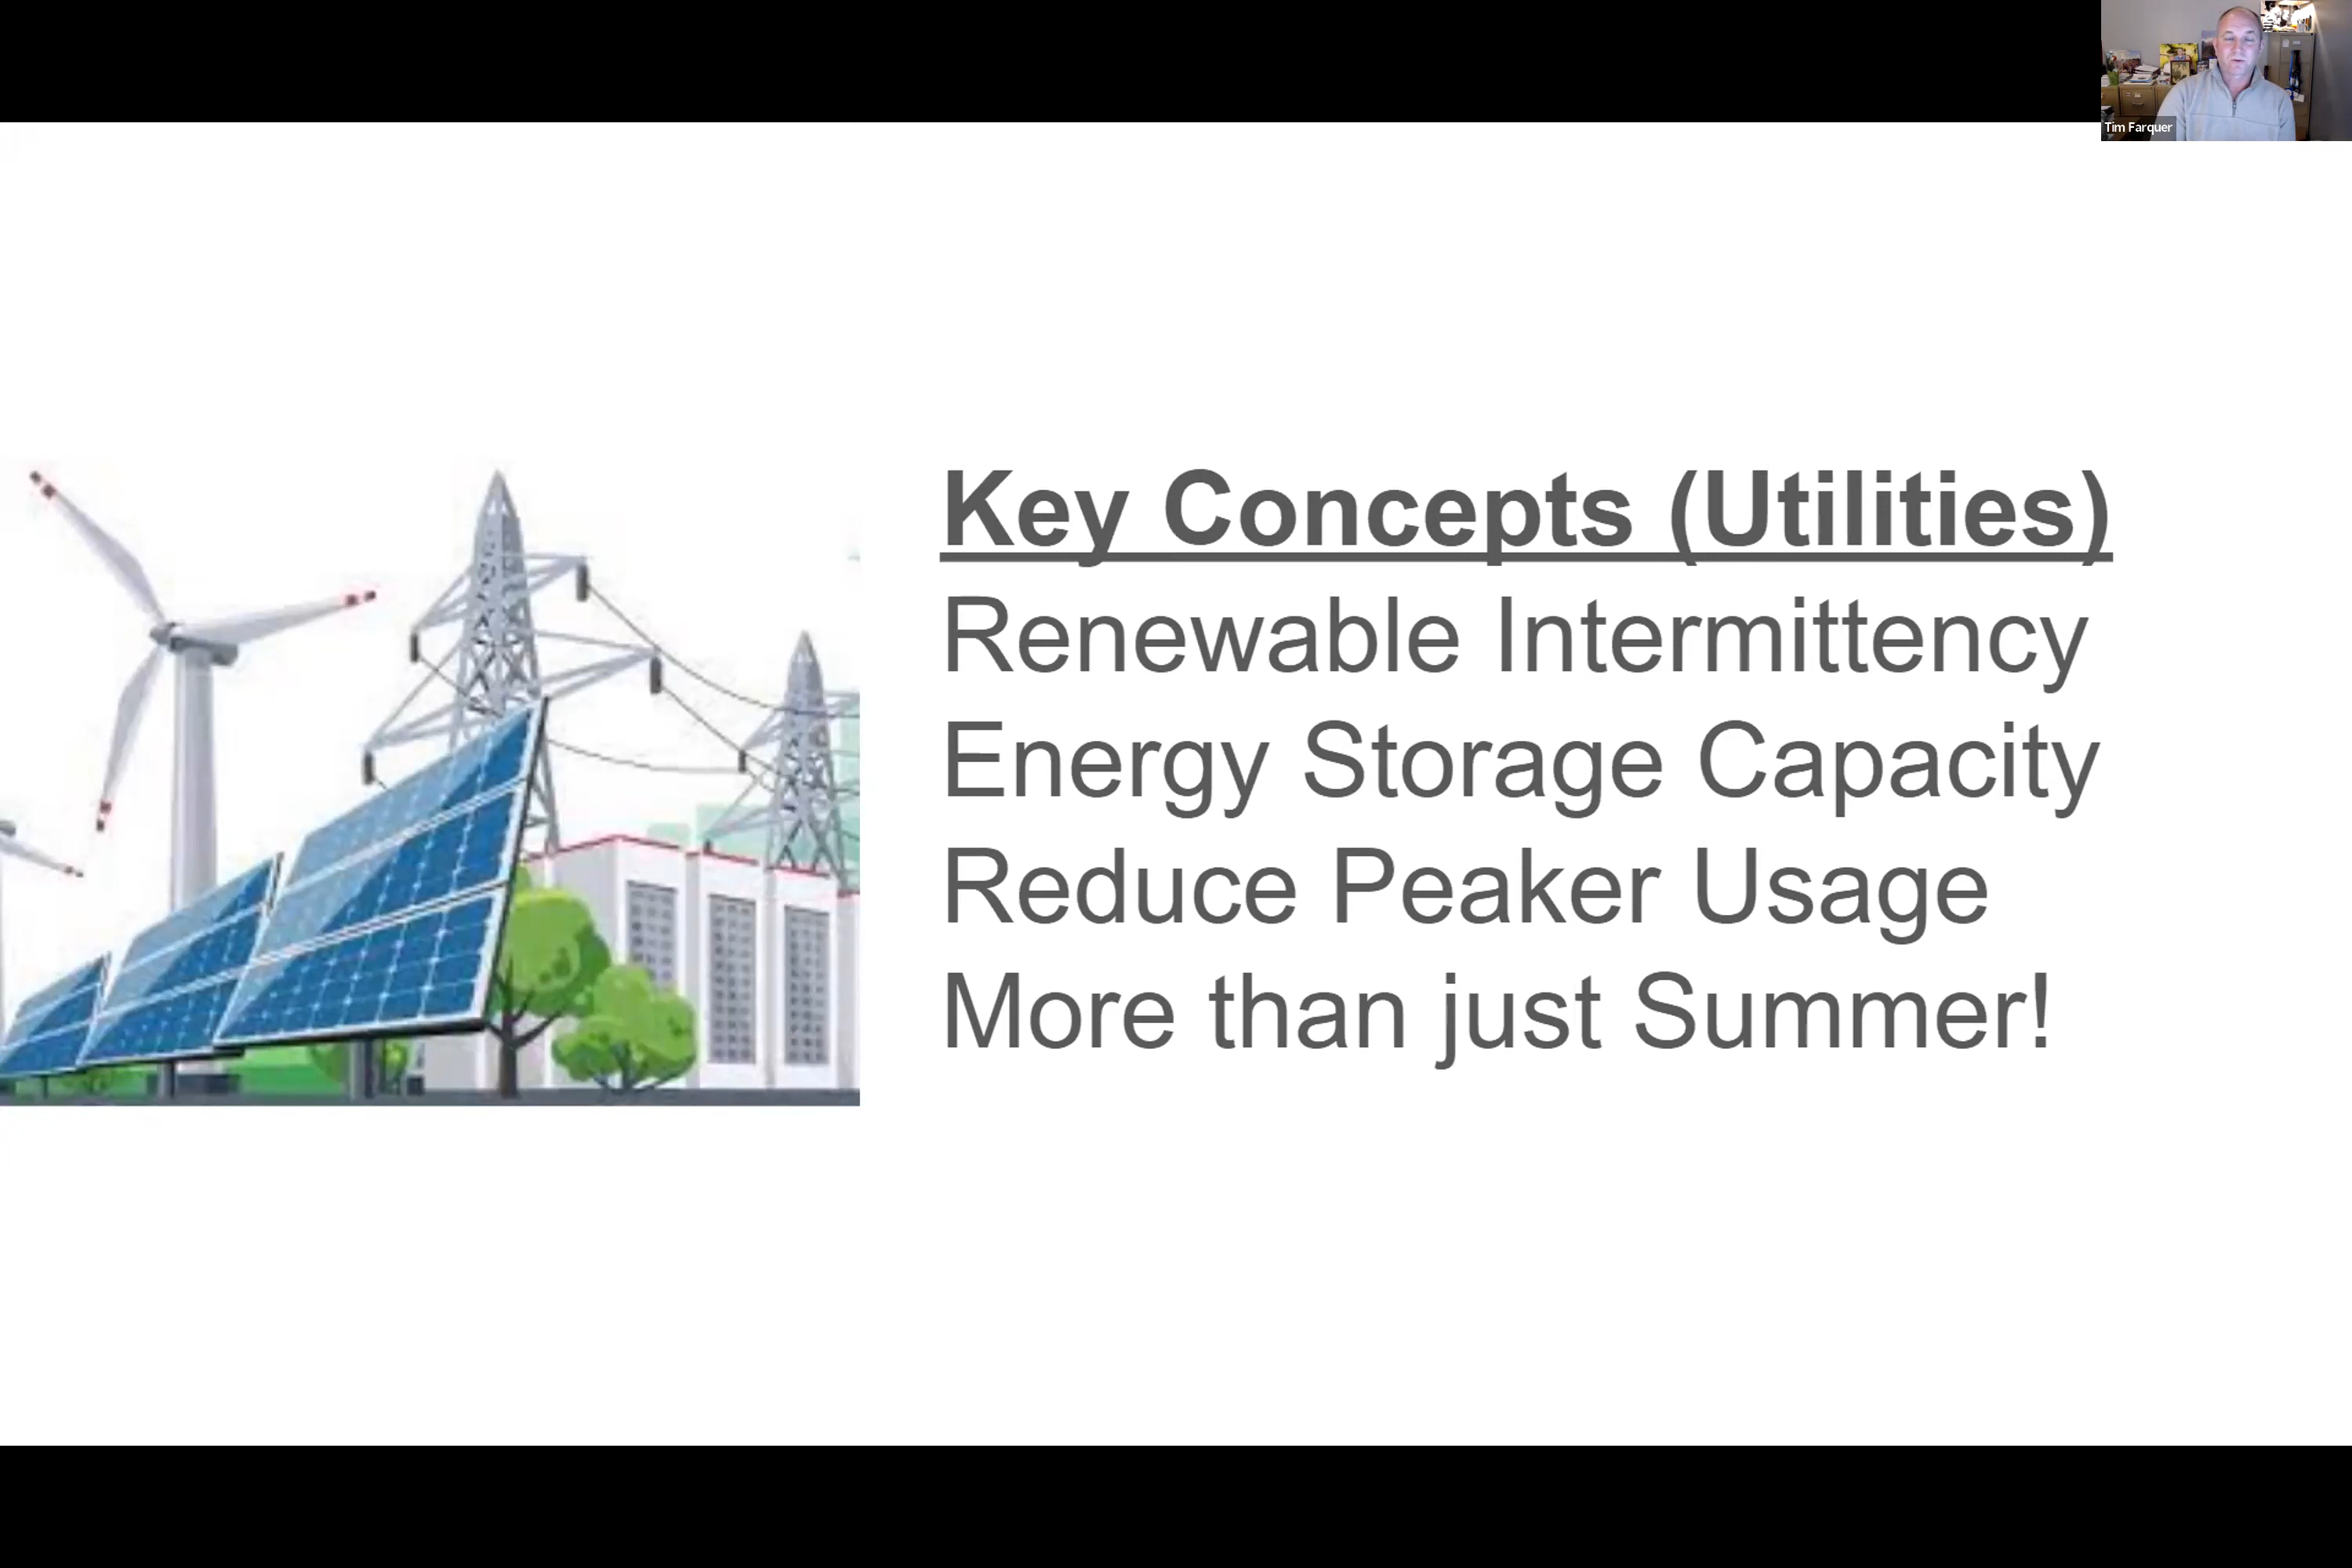 Tim Farquer
Key Concepts (Utilities)
Renewable Intermittency
Energy Storage Capacity
Reduce Peaker Usage
More than just Summer!